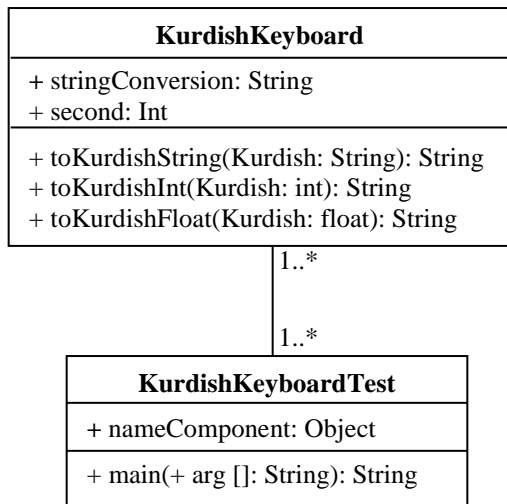 KurdishKeyboard
+ stringConversion: String
+ second: Int
+ toKurdishString(Kurdish: String): String
+ toKurdishInt(Kurdish: int): String
+ toKurdishFloat(Kurdish: float): String
1..*
1..*
KurdishKeyboardTest
+ nameComponent: Object
+ main(+ arg []: String): String